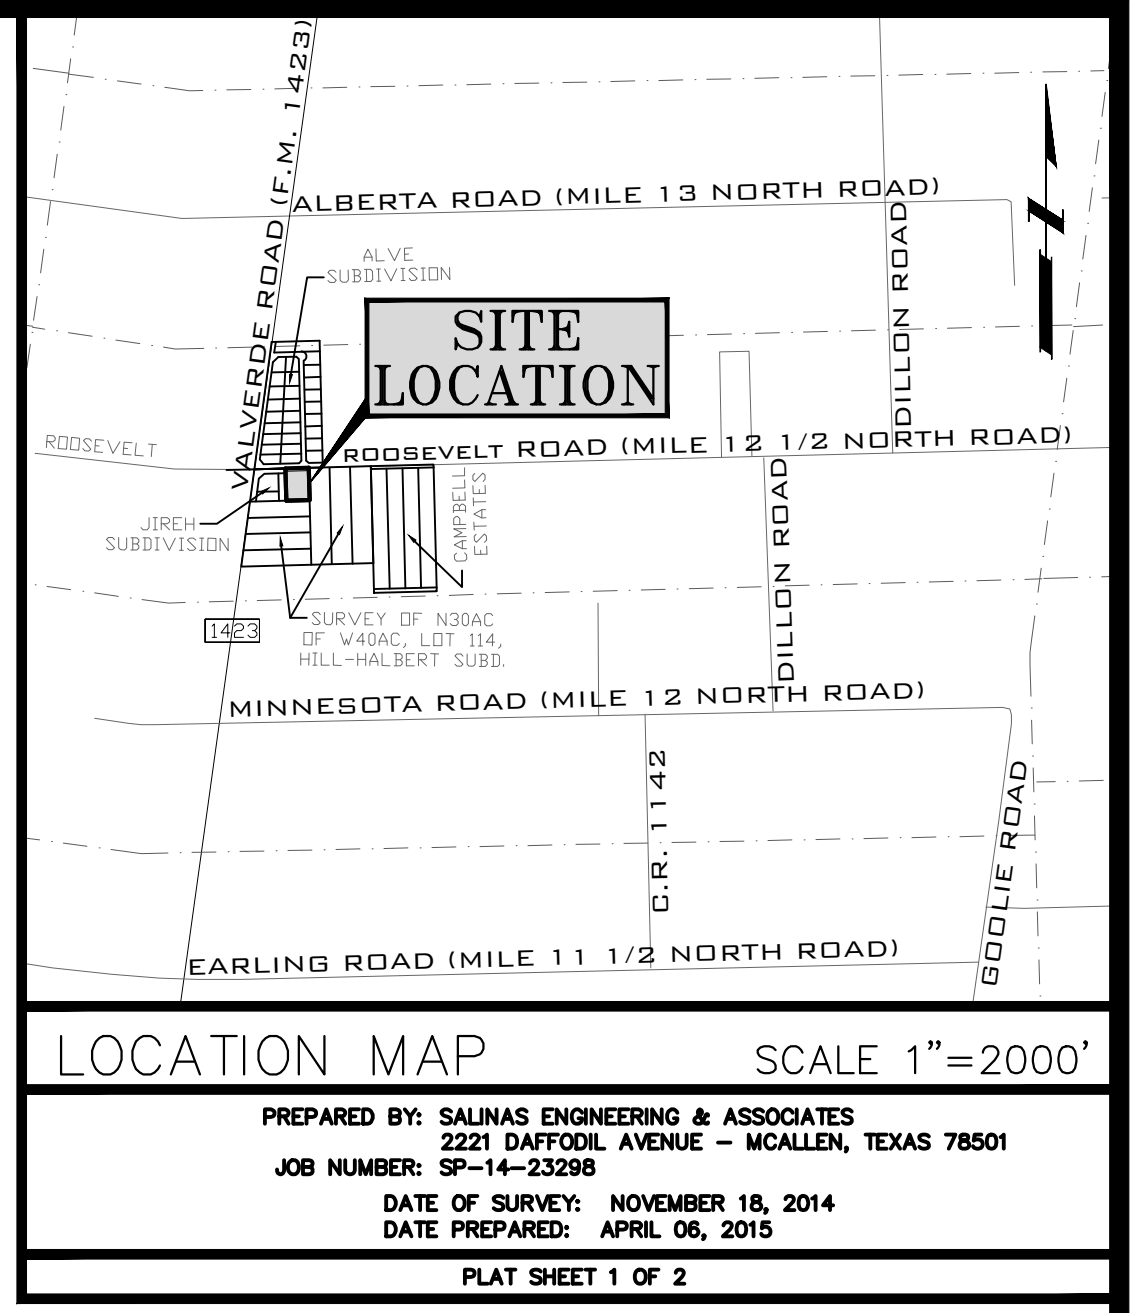 VALVERDE ROAD (F.M. 1423)
ALBERTA ROAD (MILE 13 NORTH ROAD)
DILLON ROAD
ALVE
SUBDIVISION
SITE
LOCATION
ROOSEVELT
ROOSEVELT ROAD (MILE 12 1/2 NORTH ROAD)
JIREH
SUBDIVISION
CAMPBELL
ESTATES
DILLON ROAD
1423
SURVEY OF N30AC
OF W40AC, LOT 114,
HILL-HALBERT SUBD.
MINNESOTA ROAD (MILE 12 NORTH ROAD)
C.R. 1142
GOOLIE ROAD
EARLING ROAD (MILE 11 1/2 NORTH ROAD)
LOCATION MAP
SCALE 1”=2000’
PREPARED BY: SALINAS ENGINEERING & ASSOCIATES
2221 DAFFODIL AVENUE – MCALLEN, TEXAS 78501
JOB NUMBER: SP-14-23298
DATE OF SURVEY: NOVEMBER 18, 2014
DATE PREPARED: APRIL 06, 2015
PLAT SHEET 1 OF 2